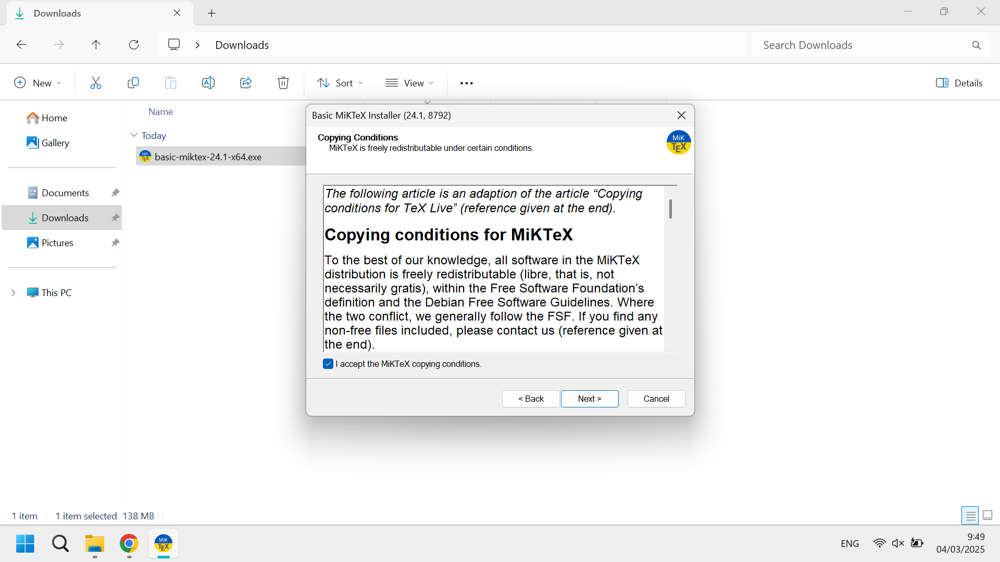 Downloads
Downloads
Search Downloads
New
Sort
View
Details
Home
Gallery
Documents
Downloads
Pictures
This PC
Name
Today
basic-miktex-24.1-x64.exe
Basic MiKTeX Installer (24.1, 8792)
Copying Conditions
MiKTeX is freely redistributable under certain conditions.
MiK
TEX
The following article is an adaption of the article “Copying
conditions for TeX Live” (reference given at the end).
Copying conditions for MiKTeX
To the best of our knowledge, all software in the MiKTeX
distribution is freely redistributable (libre, that is, not
necessarily gratis), within the Free Software Foundation’s
definition and the Debian Free Software Guidelines. Where
the two conflict, we generally follow the FSF. If you find any
non-free files included, please contact us (reference given at
the end).
I accept the MiKTeX copying conditions.
< Back
Next >
Cancel
1 item
1 item selected 138 MB
MiK
TEX
ENG
9:49
04/03/2025